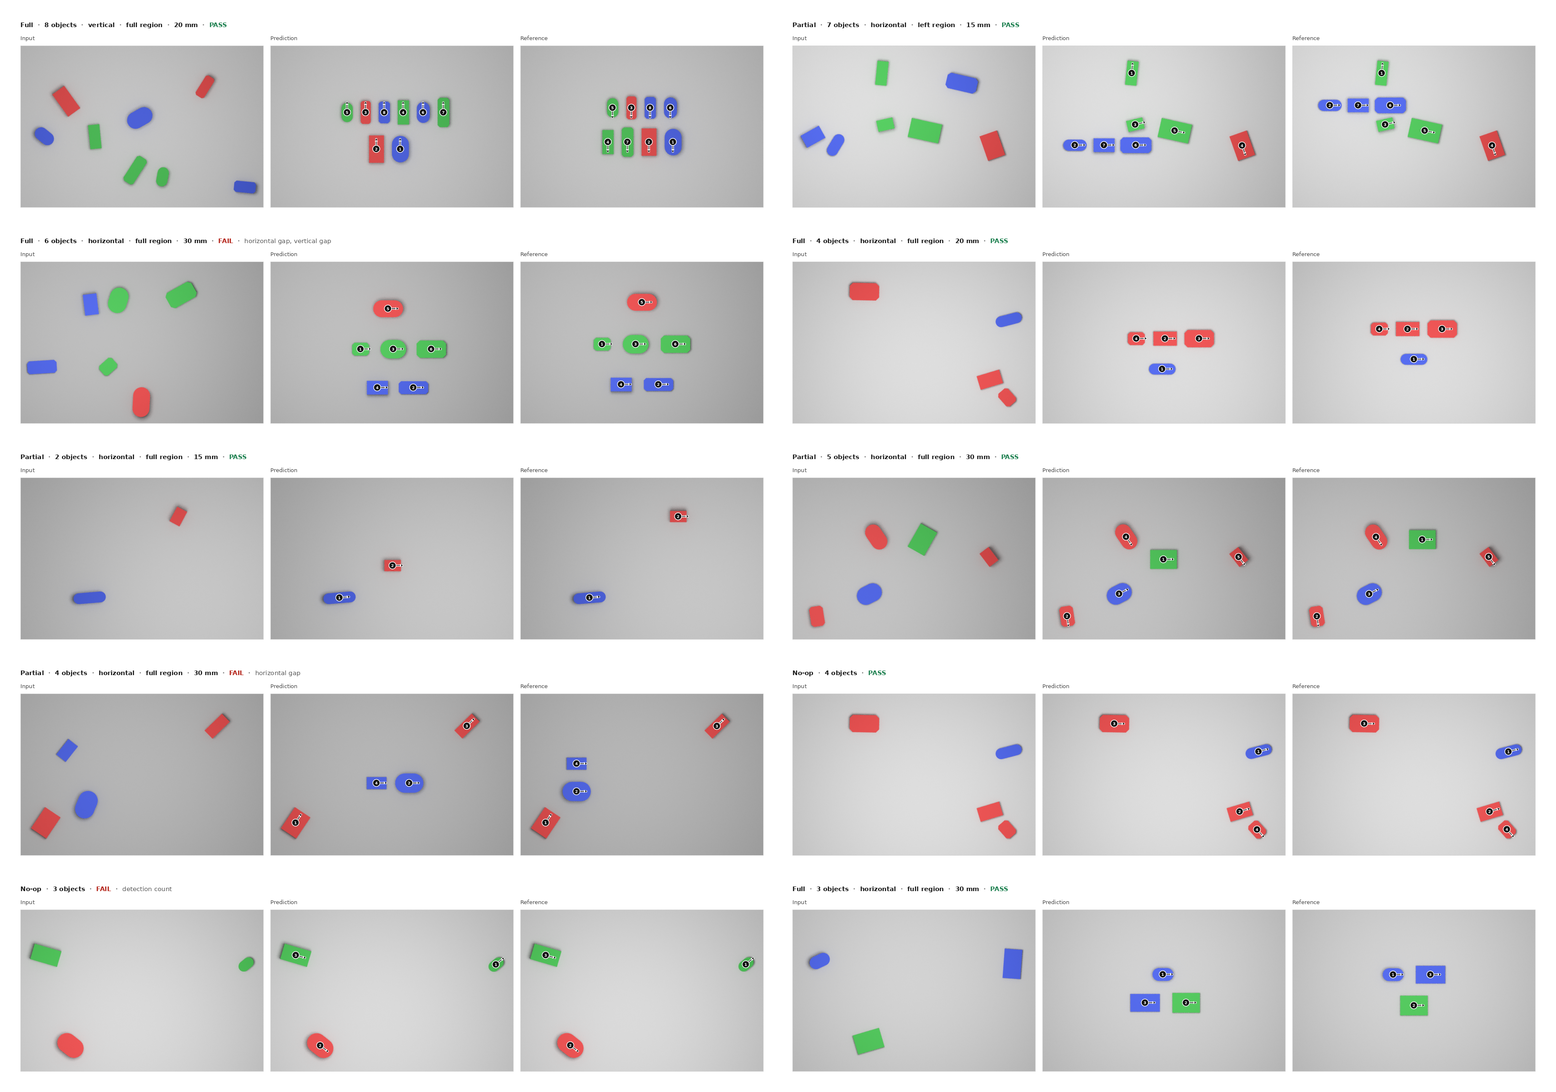 Full · 8 objects · vertical · full region · 20 mm · PASS
Input
Prediction
Reference
Partial · 7 objects · horizontal · left region · 15 mm · PASS
Input
Prediction
Reference
Full · 6 objects · horizontal · full region · 30 mm · FAIL · horizontal gap, vertical gap
Input
Prediction
Reference
Full · 4 objects · horizontal · full region · 20 mm · PASS
Input
Prediction
Reference
Partial · 2 objects · horizontal · full region · 15 mm · PASS
Input
Prediction
Reference
Partial · 5 objects · horizontal · full region · 30 mm · PASS
Input
Prediction
Reference
Partial · 4 objects · horizontal · full region · 30 mm · FAIL · horizontal gap
Input
Prediction
Reference
No-op · 4 objects · PASS
Input
Prediction
Reference
No-op · 3 objects · FAIL · detection count
Input
Prediction
Reference
Full · 3 objects · horizontal · full region · 30 mm · PASS
Input
Prediction
Reference